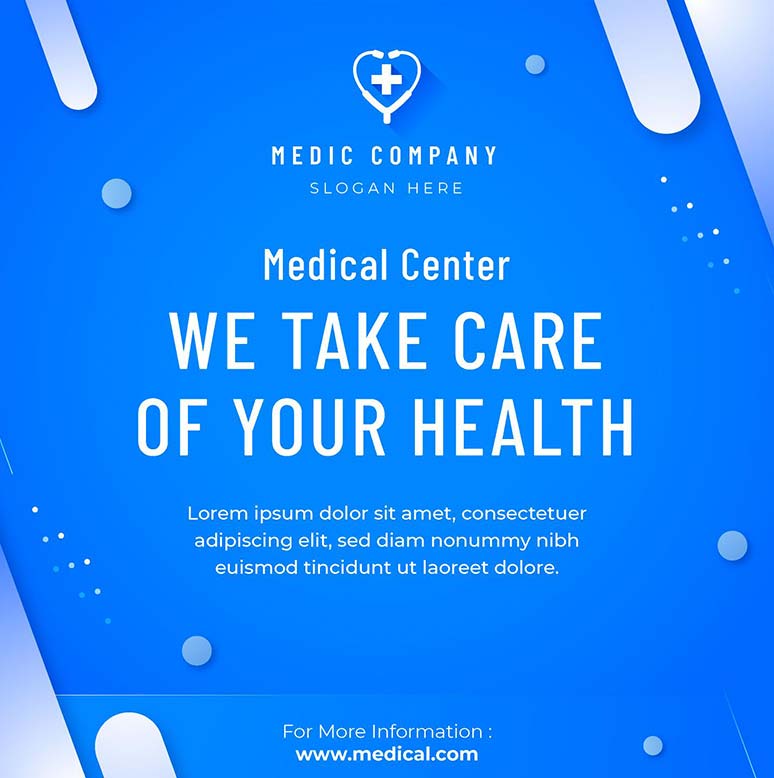 MEDIC COMPANY
SLOGAN HERE
Medical Center
WE TAKE CARE
OF YOUR HEALTH
Lorem ipsum dolor sit amet, consectetuer
adipiscing elit, sed diam nonummy nibh
euismod tincidunt ut laoreet dolore.
For More Information :
www.medical.com